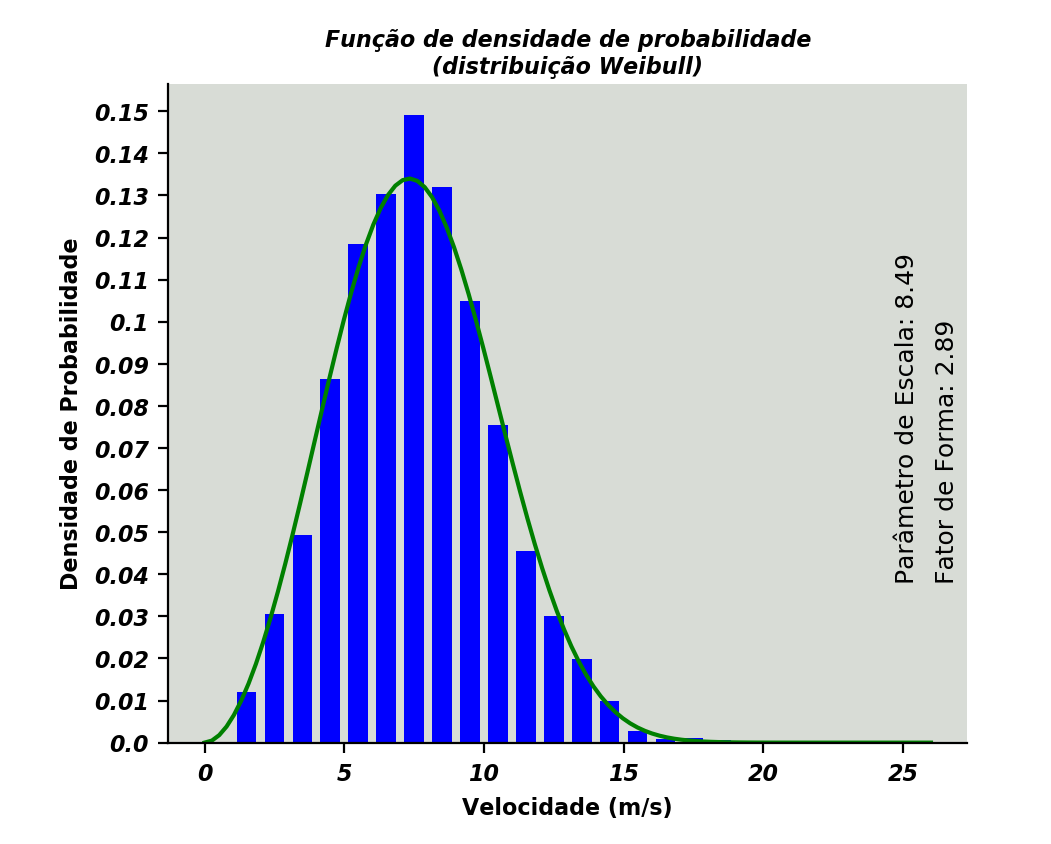 Função de densidade de probabilidade
(distribuição Weibull)
Densidade de Probabilidade
0.15
0.14
0.13
0.12
0.11
0.1
0.09
0.08
0.07
0.06
0.05
0.04
0.03
0.02
0.01
0.0
Parâmetro de Escala: 8.49
Fator de Forma: 2.89
0 5 10 15 20 25
Velocidade (m/s)